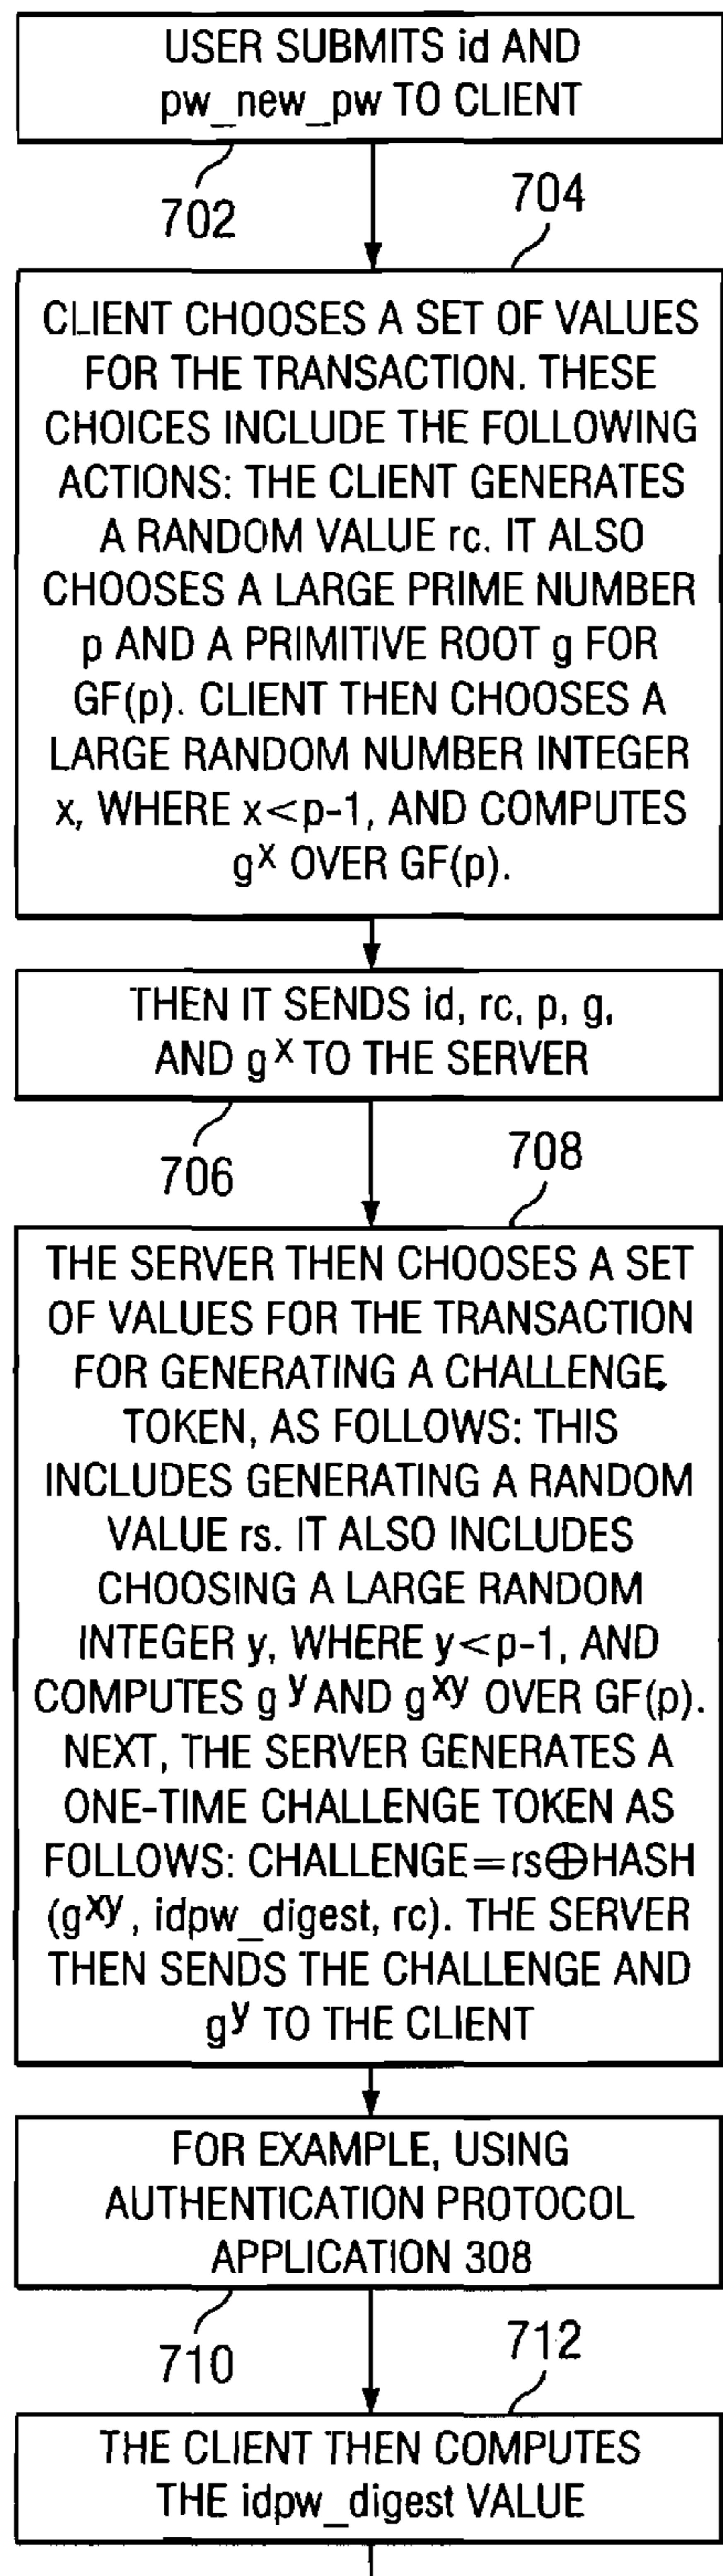 USER SUBMITS id AND
pw_new_pw TO CLIENT
702
704
CLIENT CHOOSES A SET OF VALUES
FOR THE TRANSACTION. THESE
CHOICES INCLUDE THE FOLLOWING
ACTIONS: THE CLIENT GENERATES
A RANDOM VALUE rc. IT ALSO
CHOOSES A LARGE PRIME NUMBER
p AND A PRIMITIVE ROOT g FOR
GF(p). CLIENT THEN CHOOSES A
LARGE RANDOM NUMBER INTEGER
x, WHERE x<p-1, AND COMPUTES
g^x OVER GF(p).
THEN IT SENDS id, rc, p, g,
AND g^x TO THE SERVER
706
708
THE SERVER THEN CHOOSES A SET
OF VALUES FOR THE TRANSACTION
FOR GENERATING A CHALLENGE
TOKEN, AS FOLLOWS: THIS
INCLUDES GENERATING A RANDOM
VALUE rs. IT ALSO INCLUDES
CHOOSING A LARGE RANDOM
INTEGER y, WHERE y<p-1, AND
COMPUTES g^y AND g^xy OVER GF(p).
NEXT, THE SERVER GENERATES A
ONE-TIME CHALLENGE TOKEN AS
FOLLOWS: CHALLENGE=rs⊕HASH
(g^xy, idpw_digest, rc). THE SERVER
THEN SENDS THE CHALLENGE AND
g^y TO THE CLIENT
FOR EXAMPLE, USING
AUTHENTICATION PROTOCOL
APPLICATION 308
710
712
THE CLIENT THEN COMPUTES
THE idpw_digest VALUE